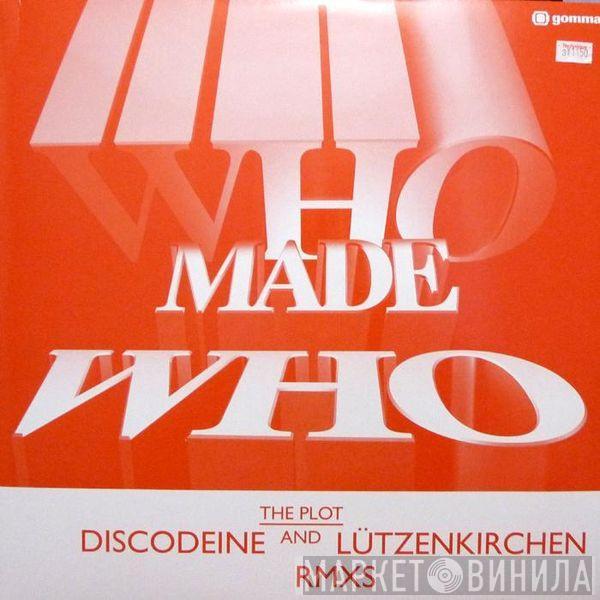 gomma
WHO
MADE
WHO
THE PLOT
DISCODEINE AND LÜTZENKIRCHEN
RMXS
МАРКЕТ ВИНИЛА